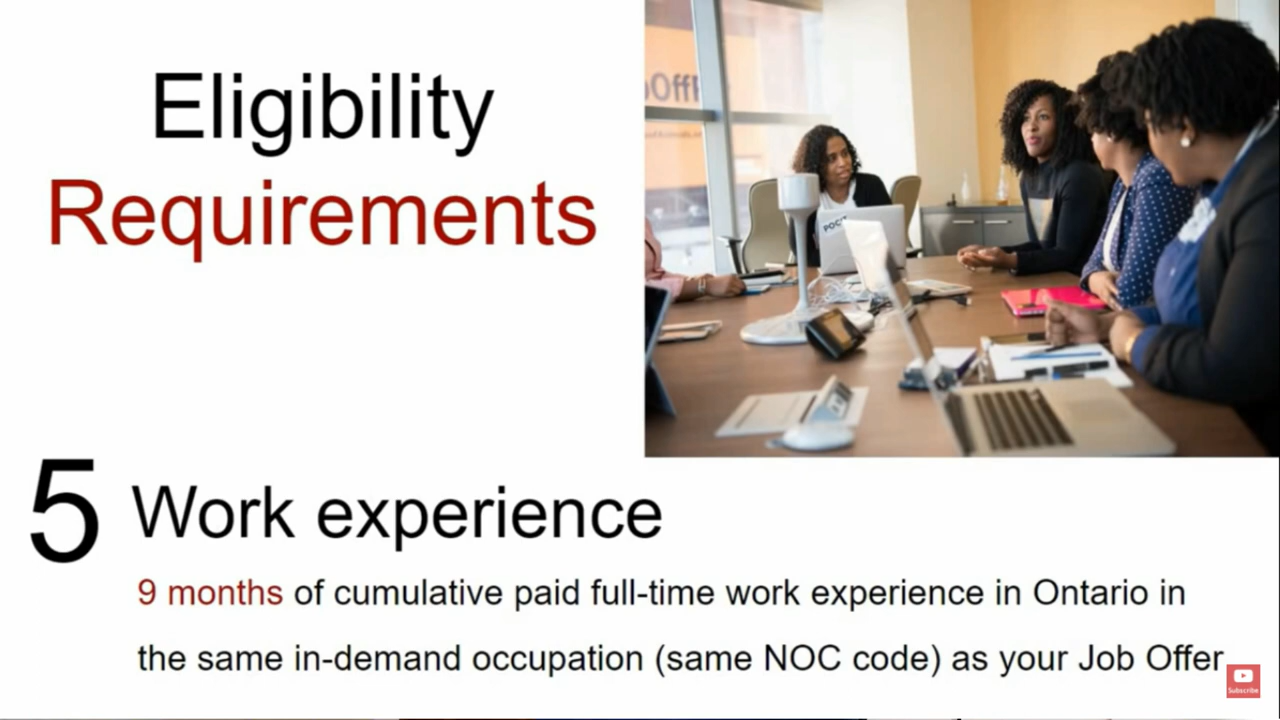 Eligibility
Requirements
5 Work experience
9 months of cumulative paid full-time work experience in Ontario in
the same in-demand occupation (same NOC code) as your Job Offer
Subscribe